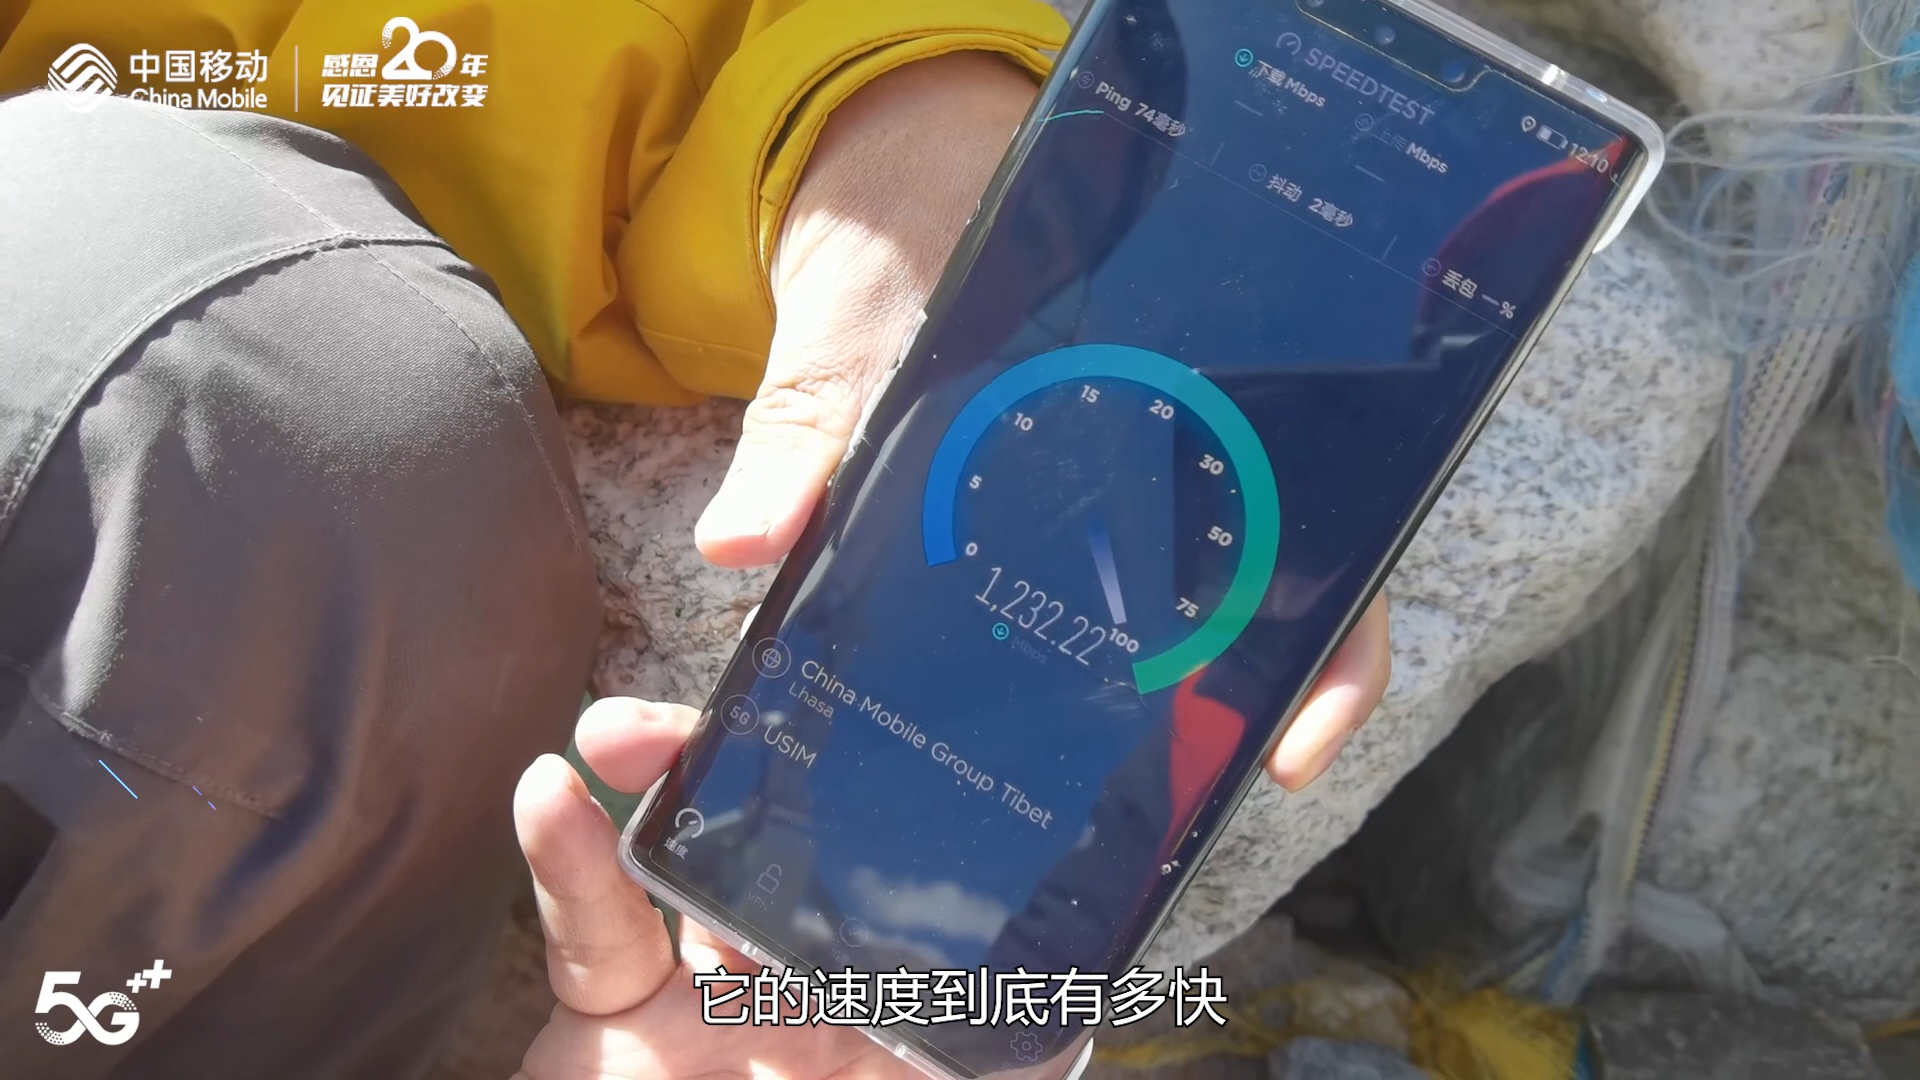 中国移动
China Mobile
感恩20年
见证美好改变
SPEEDTEST
12:10
下载 Mbps
上传 Mbps
Ping 74毫秒
抖动 2毫秒
丢包 —%
0
5
10
15
20
30
50
75
100
1,232.22
Mbps
China Mobile Group Tibet
Lhasa
5G
USIM
速度
VPN
5G++
它的速度到底有多快